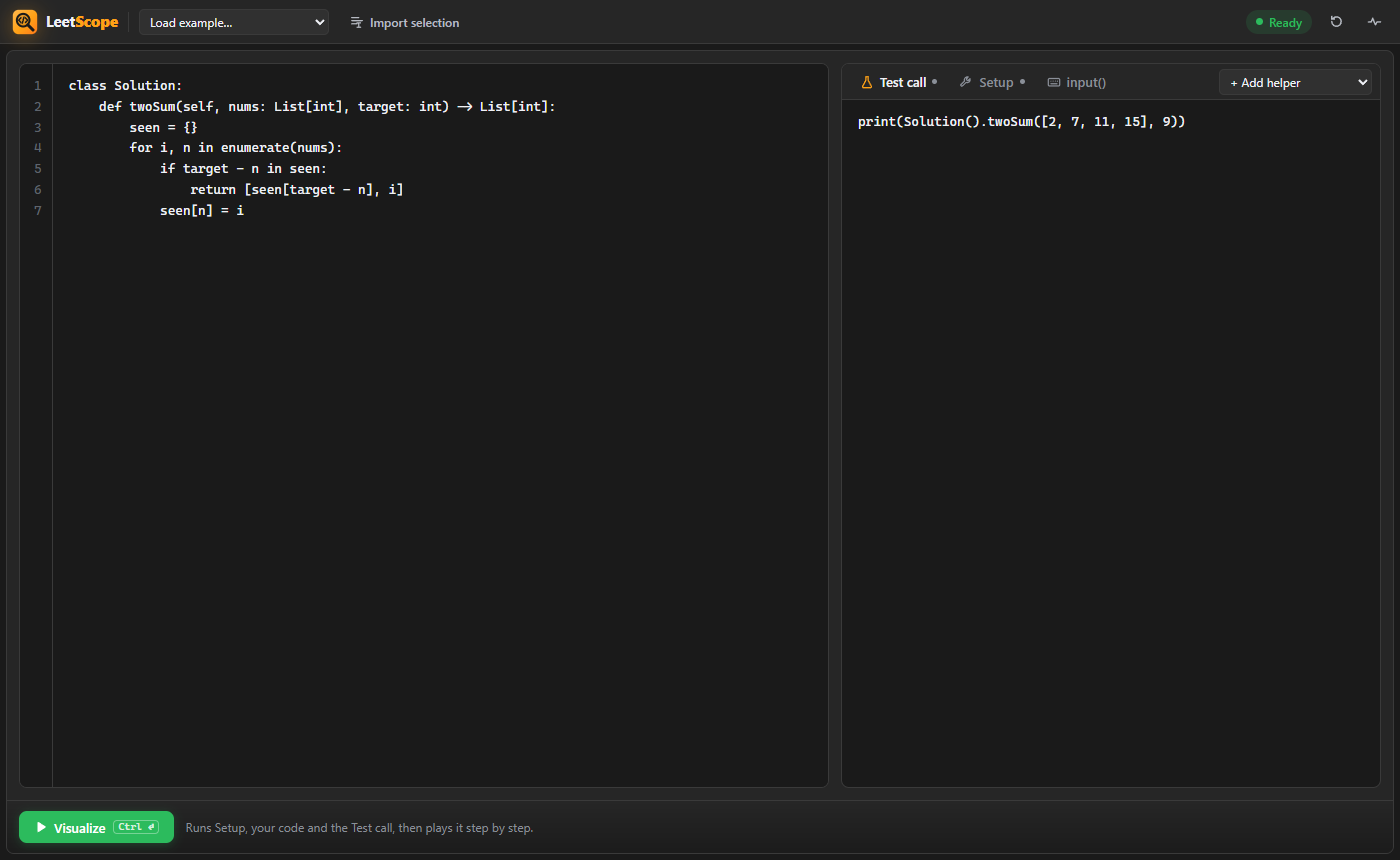 LeetScope Load example... Import selection Ready
1 class Solution:
2     def twoSum(self, nums: List[int], target: int) -> List[int]:
3         seen = {}
4         for i, n in enumerate(nums):
5             if target - n in seen:
6                 return [seen[target - n], i]
7             seen[n] = i
Test call Setup input() + Add helper
print(Solution().twoSum([2, 7, 11, 15], 9))
Visualize Ctrl ⏎ Runs Setup, your code and the Test call, then plays it step by step.